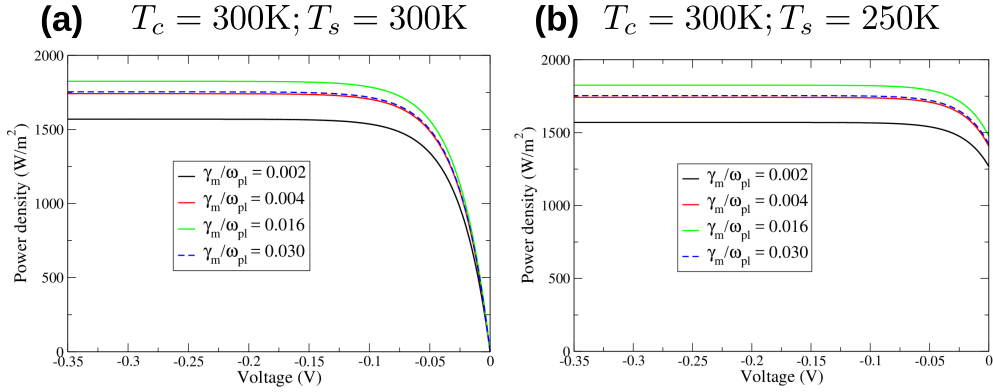 (a) T_c = 300K; T_s = 300K
2000
1500
1000
500
0
Power density (W/m²)
γ_m/ω_pl = 0.002
γ_m/ω_pl = 0.004
γ_m/ω_pl = 0.016
γ_m/ω_pl = 0.030
-0.35 -0.3 -0.25 -0.2 -0.15 -0.1 -0.05 0
Voltage (V)
(b) T_c = 300K; T_s = 250K
2000
1500
1000
500
0
Power density (W/m²)
γ_m/ω_pl = 0.002
γ_m/ω_pl = 0.004
γ_m/ω_pl = 0.016
γ_m/ω_pl = 0.030
-0.35 -0.3 -0.25 -0.2 -0.15 -0.1 -0.05 0
Voltage (V)